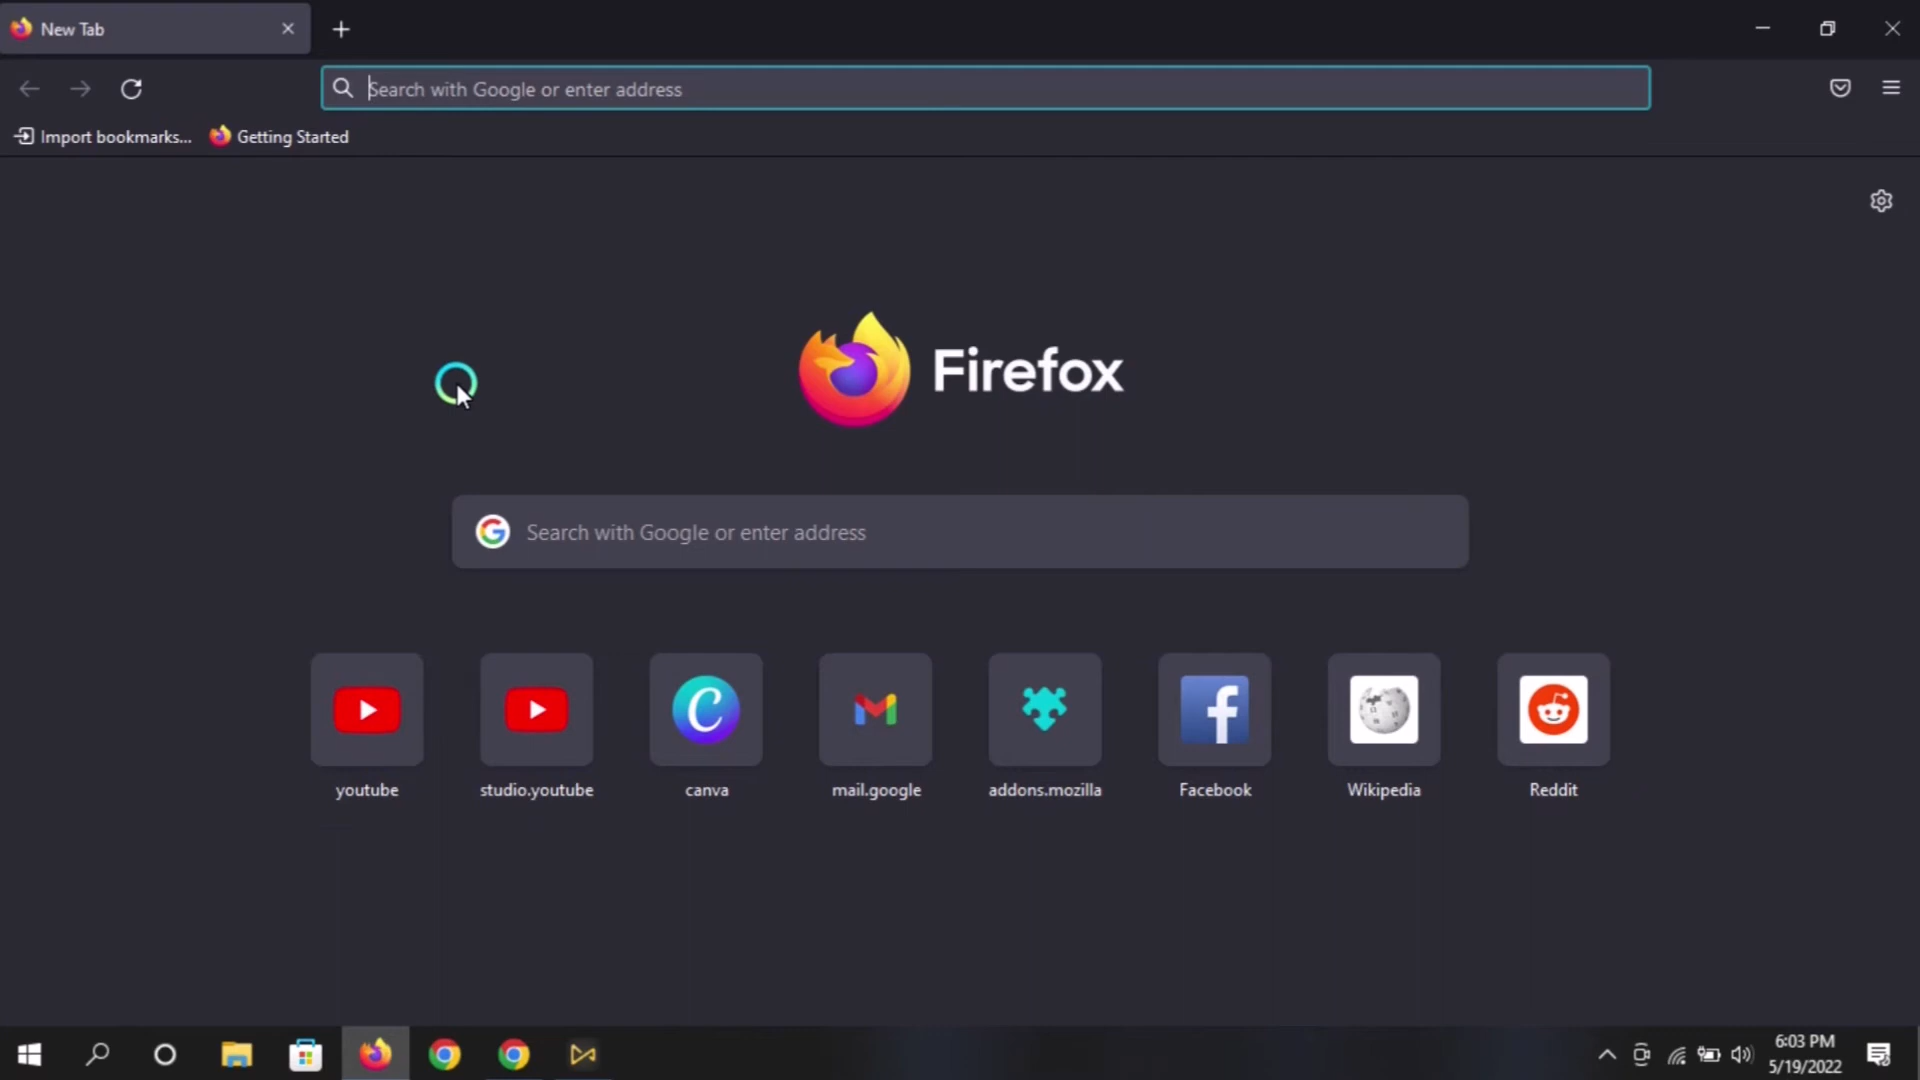 New Tab
Search with Google or enter address
Import bookmarks...
Getting Started
Firefox
Search with Google or enter address
youtube
studio.youtube
canva
mail.google
addons.mozilla
Facebook
Wikipedia
Reddit
6:03 PM
5/19/2022